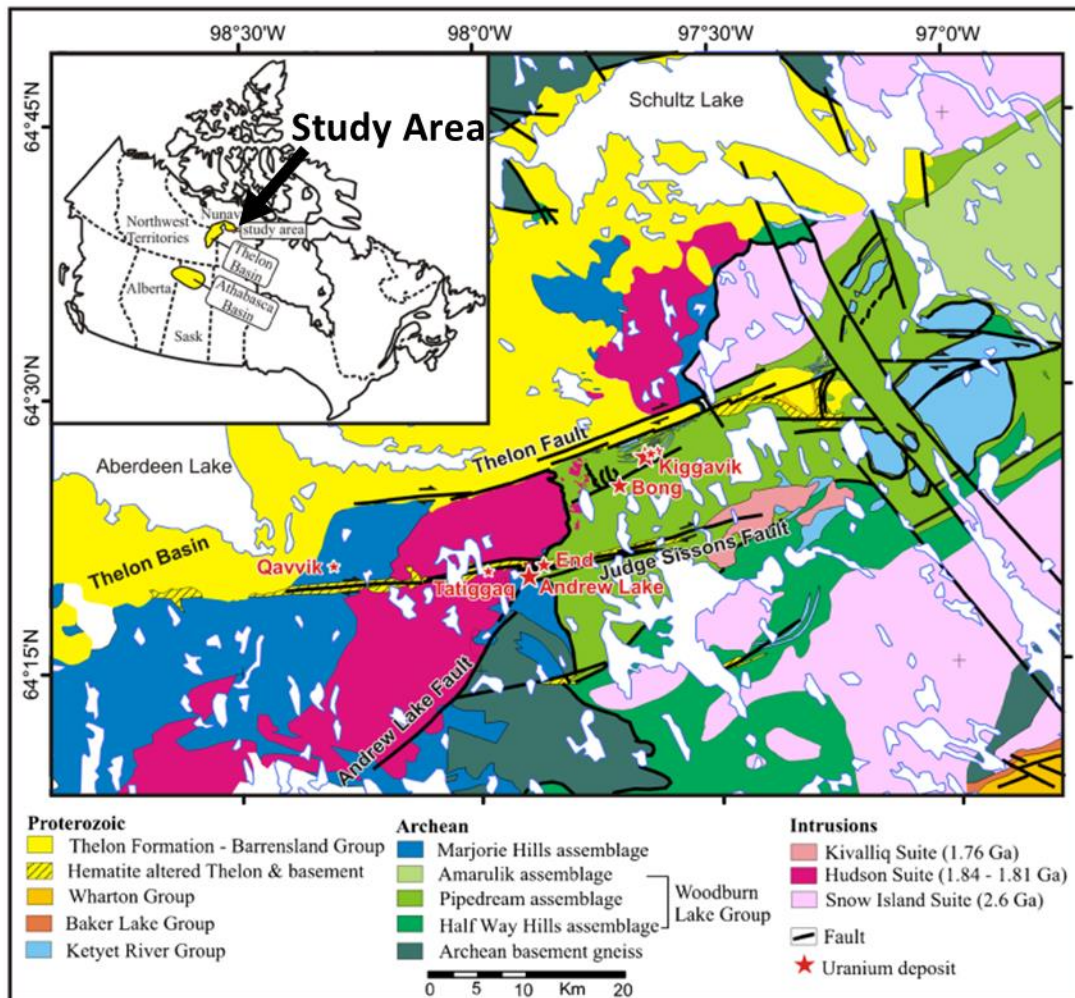 98°30'W
98°00'W
97°30'W
97°0'W
64°45'N
64°30'N
64°15'N
Study Area
Northwest
Territories
Nunav
study area
Thelon
Basin
Athabasca
Basin
Alberta
Sask
Schultz Lake
Aberdeen Lake
Thelon Fault
Kiggavik
Bong
Thelon Basin
Qavvik
Tatiggaq
End
Andrew Lake
Judge Sissons Fault
Andrew Lake Fault
Proterozoic
Thelon Formation - Barrensland Group
Hematite altered Thelon & basement
Wharton Group
Baker Lake Group
Ketyet River Group
Archean
Marjorie Hills assemblage
Amarulik assemblage
Pipedream assemblage
Half Way Hills assemblage
Archean basement gneiss
Woodburn
Lake Group
Intrusions
Kivalliq Suite (1.76 Ga)
Hudson Suite (1.84 - 1.81 Ga)
Snow Island Suite (2.6 Ga)
Fault
Uranium deposit
0 5 10 20
Km